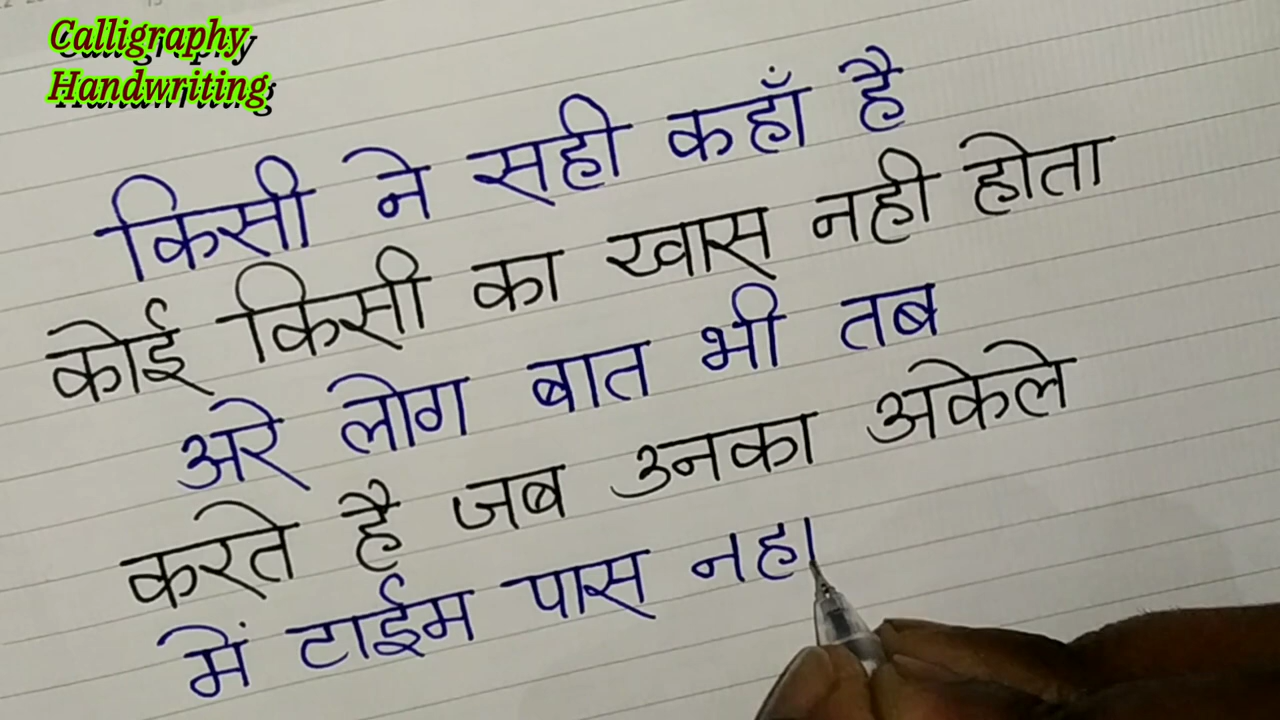 Calligraphy
Handwriting
किसी ने सही कहाँ है
कोई किसी का खास नही होता
अरे लोग बात भी तब
करते है जब उनका अकेले
में टाईम पास नहा